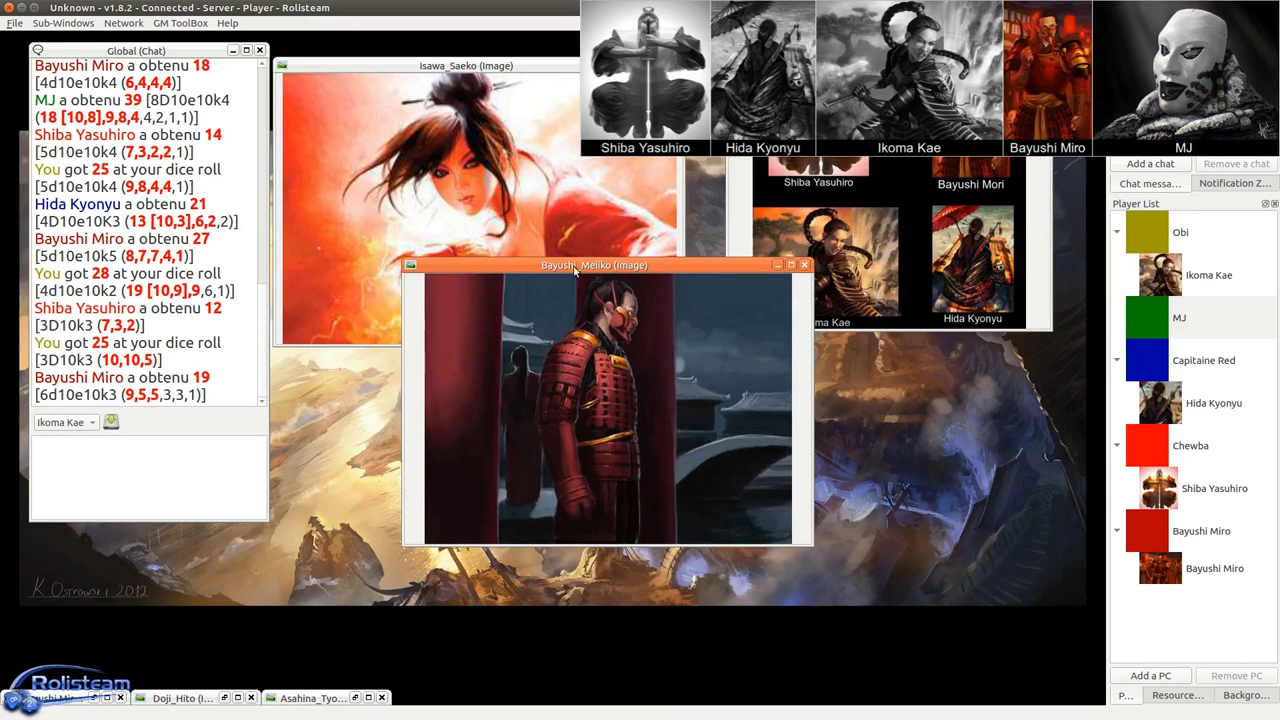 Unknown - v1.8.2 - Connected - Server - Player - Rolisteam
File Sub-Windows Network GM ToolBox Help
Global (Chat)
Bayushi Miro a obtenu 18
[4d10e10k4 (6,4,4,4)]
MJ a obtenu 39 [8D10e10k4
(18 [10,8],9,8,4,4,2,1,1)]
Shiba Yasuhiro a obtenu 14
[5d10e10k4 (7,3,2,2,1)]
You got 25 at your dice roll
[5d10e10k4 (9,8,4,4,1)]
Hida Kyonyu a obtenu 21
[4D10e10K3 (13 [10,3],6,2,2)]
Bayushi Miro a obtenu 27
[5d10e10k5 (8,7,7,4,1)]
You got 28 at your dice roll
[4d10e10k2 (19 [10,9],9,6,1)]
Shiba Yasuhiro a obtenu 12
[3D10k3 (7,3,2)]
You got 25 at your dice roll
[3D10k3 (10,10,5)]
Bayushi Miro a obtenu 19
[6d10e10k4 (9,5,5,3,3,1)]
Ikoma Kae
Isawa_Saeko (Image)
Shiba Yasuhiro Hida Kyonyu Ikoma Kae Bayushi Miro MJ
Shiba Yasuhiro Bayushi Mori
ma Kae Hida Kyonyu
Bayushi_Meiiko (Image)
Add a chat Remove a chat
Chat messa... Notification Z...
Player List
Obi
Ikoma Kae
MJ
Capitaine Red
Hida Kyonyu
Chewba
Shiba Yasuhiro
Bayushi Miro
Bayushi Miro
Add a PC Remove PC
P... Resource... Backgro...
K Ostrowski 2012
Rolisteam
Doji_Hito (I... Asahina_Tyo...